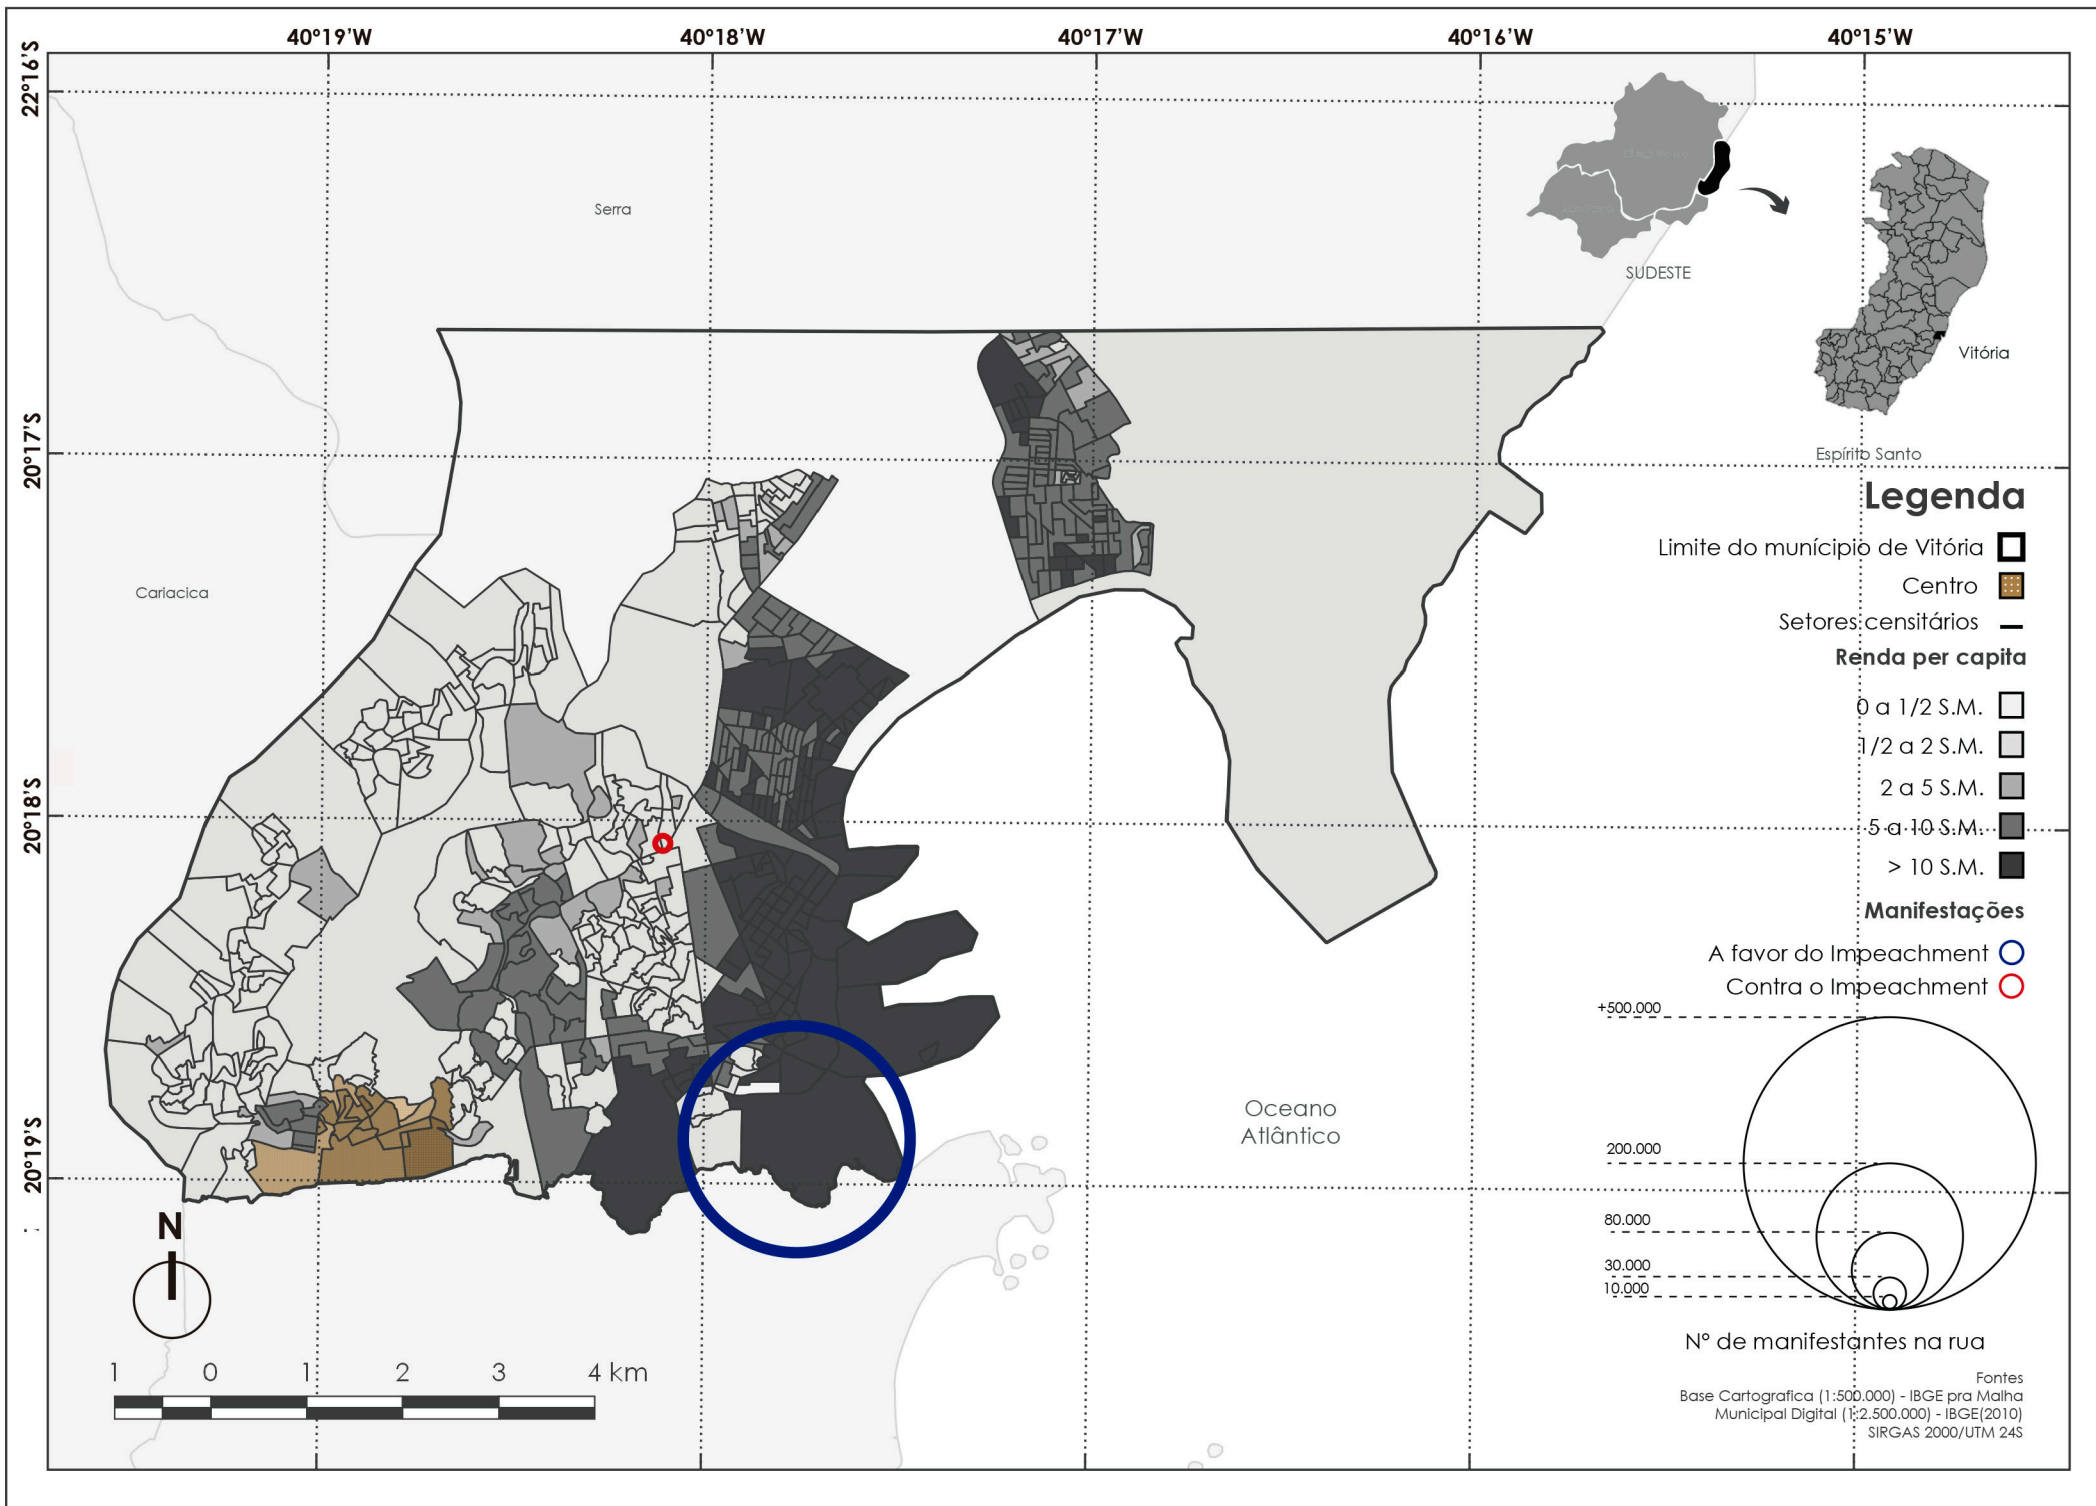 40°19'W
40°18'W
40°17'W
40°16'W
40°15'W
22°16'S
20°17'S
20°18'S
20°19'S
Serra
Cariacica
SUDESTE
Vitória
Espírito Santo
Legenda
Limite do munícipio de Vitória
Centro
Setores censitários
Renda per capita
0 a 1/2 S.M.
1/2 a 2 S.M.
2 a 5 S.M.
5 a 10 S.M.
> 10 S.M.
Manifestações
A favor do Impeachment
Contra o Impeachment
+500.000
200.000
80.000
30.000
10.000
N° de manifestantes na rua
Oceano
Atlântico
N
1 0 1 2 3 4 km
Fontes
Base Cartografica (1:500.000) - IBGE pra Malha
Municipal Digital (1:2.500.000) - IBGE(2010)
SIRGAS 2000/UTM 24S